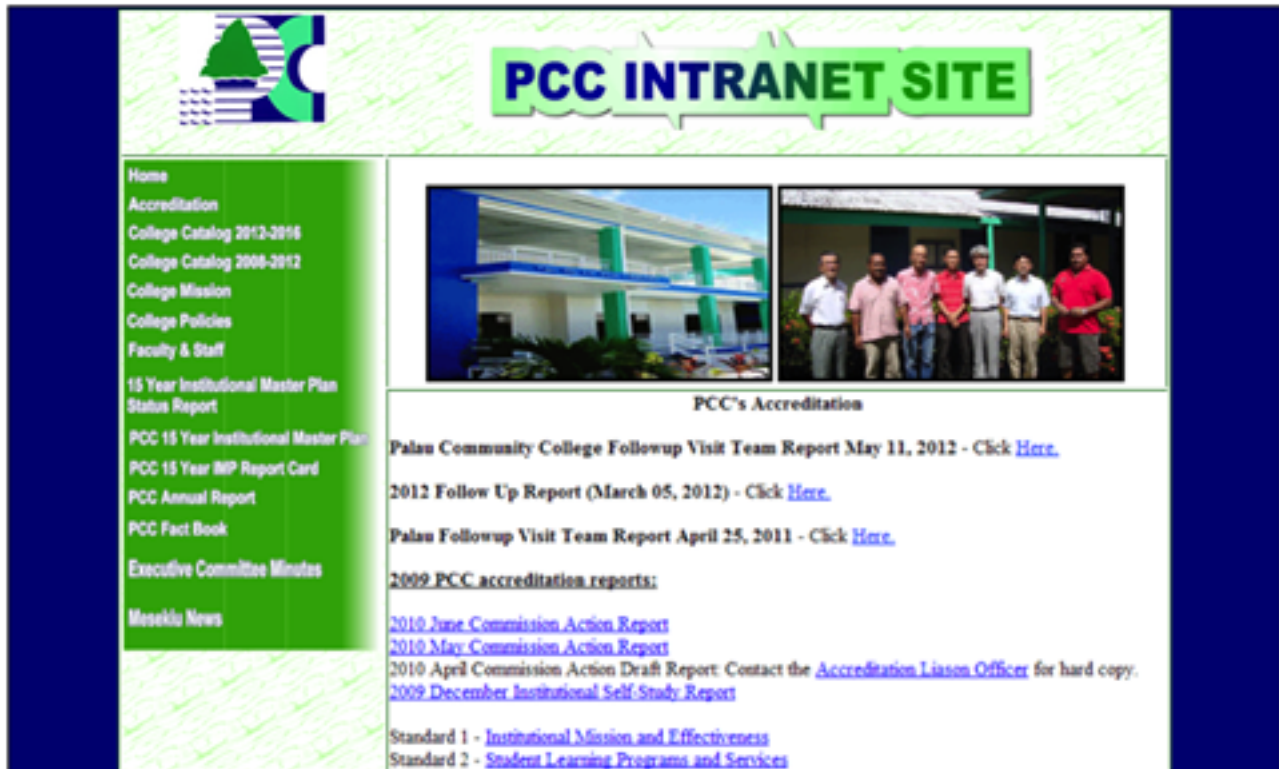 PCC INTRANET SITE
Home
Accreditation
College Catalog 2012-2016
College Catalog 2008-2012
College Mission
College Policies
Faculty & Staff
15 Year Institutional Master Plan
Status Report
PCC 15 Year Institutional Master Plan
PCC 15 Year IMP Report Card
PCC Annual Report
PCC Fact Book
Executive Committee Minutes
Mesekiu News
PCC's Accreditation
Palau Community College Followup Visit Team Report May 11, 2012 - Click Here.
2012 Follow Up Report (March 05, 2012) - Click Here.
Palau Followup Visit Team Report April 25, 2011 - Click Here.
2009 PCC accreditation reports:
2010 June Commission Action Report
2010 May Commission Action Report
2010 April Commission Action Draft Report: Contact the Accreditation Liason Officer for hard copy.
2009 December Institutional Self-Study Report
Standard 1 - Institutional Mission and Effectiveness
Standard 2 - Student Learning Programs and Services